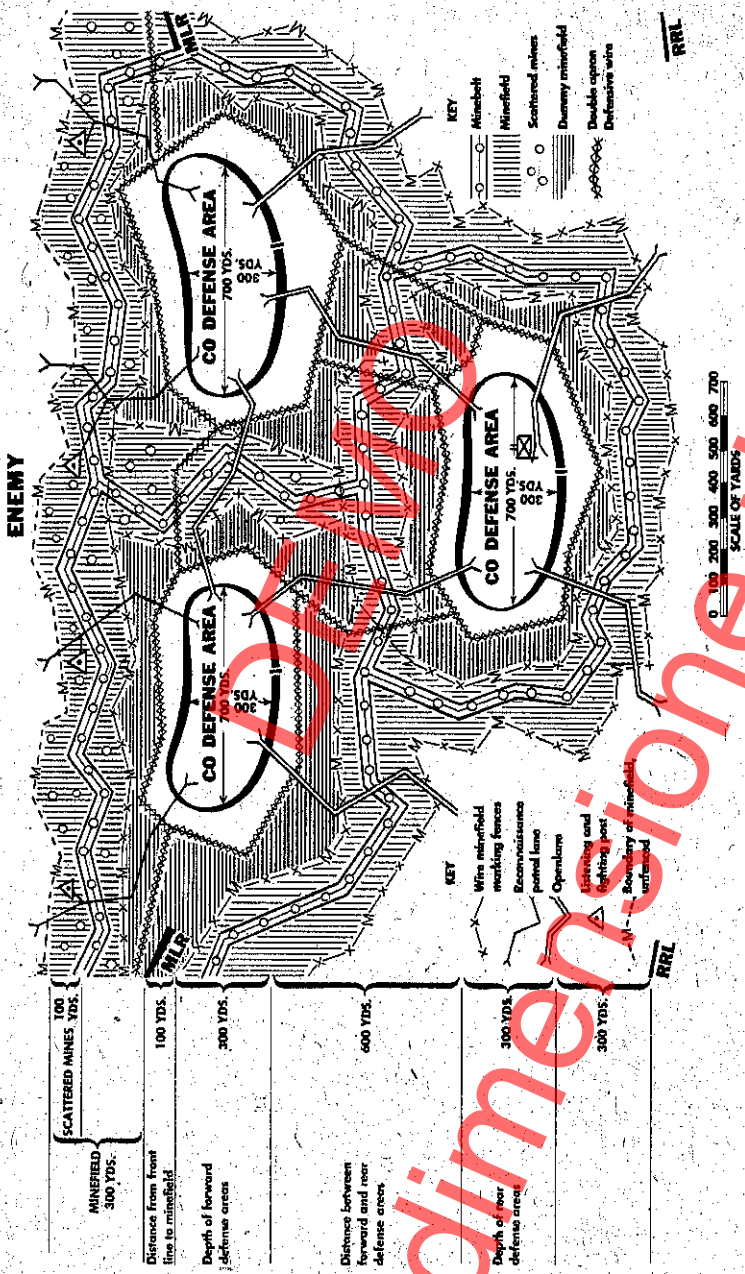 ENEMY
MLR
MLR
CO DEFENSE AREA
700 YDS.
300
YDS.
CO DEFENSE AREA
700 YDS.
300
YDS.
CO DEFENSE AREA
700 YDS.
300
YDS.
SCATTERED MINES
100
YDS.
MINEFIELD
300 YDS.
100 YDS.
Distance from front
line to minefield
300 YDS.
Depth of forward
defense areas
600 YDS.
Distance between
forward and rear
defense areas
300 YDS.
Depth of rear
defense areas
300 YDS.
KEY
Wire minefield
marking fences
Reconnaissance
patrol lane
Open lane
Listening and
fighting post
Boundary of minefield,
unfenced
RRL
KEY
Minebelt
Minefield
Scattered mines
Dummy minefield
Double apron
Defensive wire
RRL
0 100 200 300 400 500 600 700
SCALE OF YARDS
DEMO
dimensione